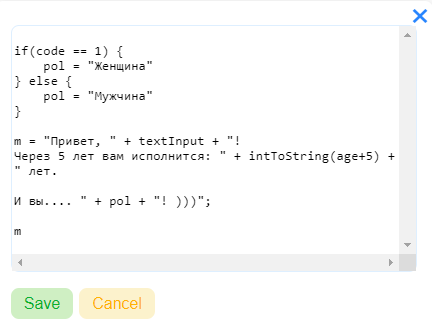 if(code == 1) {
    pol = "Женщина"
} else {
    pol = "Мужчина"
}
m = "Привет, " + textInput + "!
Через 5 лет вам исполнится: " + intToString(age+5) +
" лет.
И вы.... " + pol + "! )))";
m
Save Cancel